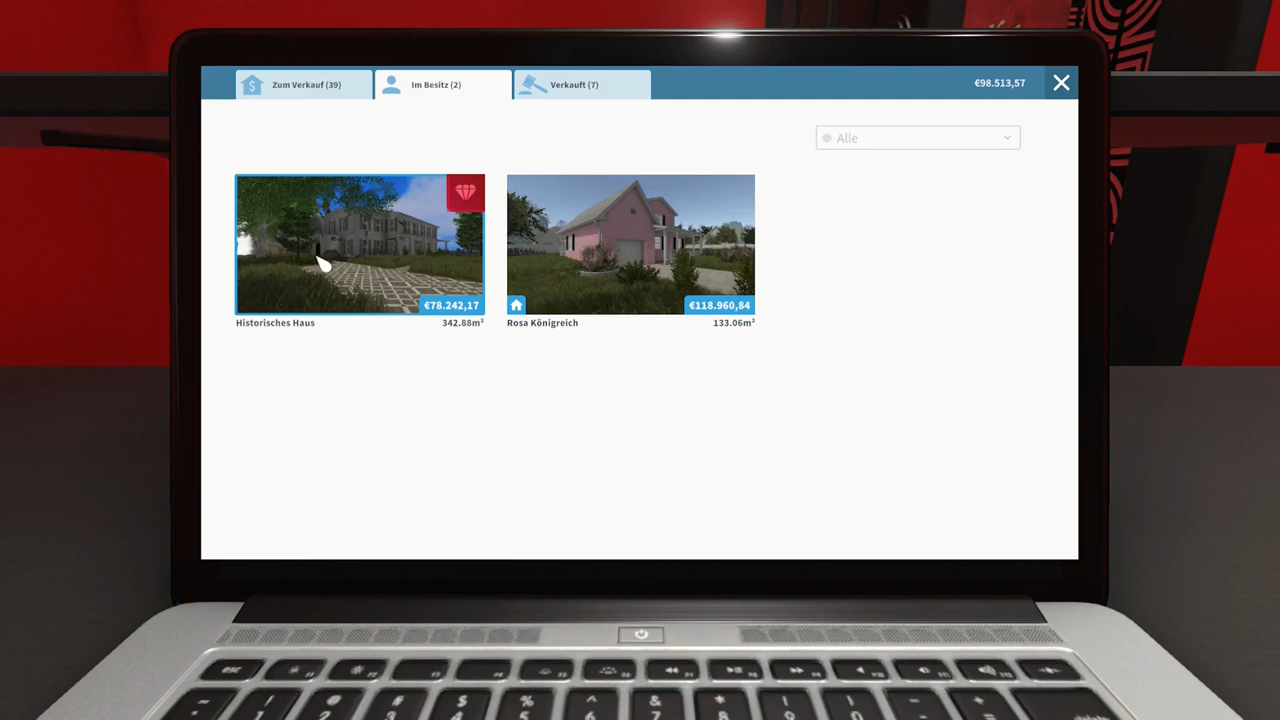 Zum Verkauf (39)
Im Besitz (2)
Verkauft (7)
€98.513,57
Alle
€78.242,17
€118.960,84
Historisches Haus
342.88m²
Rosa Königreich
133.06m²
esc